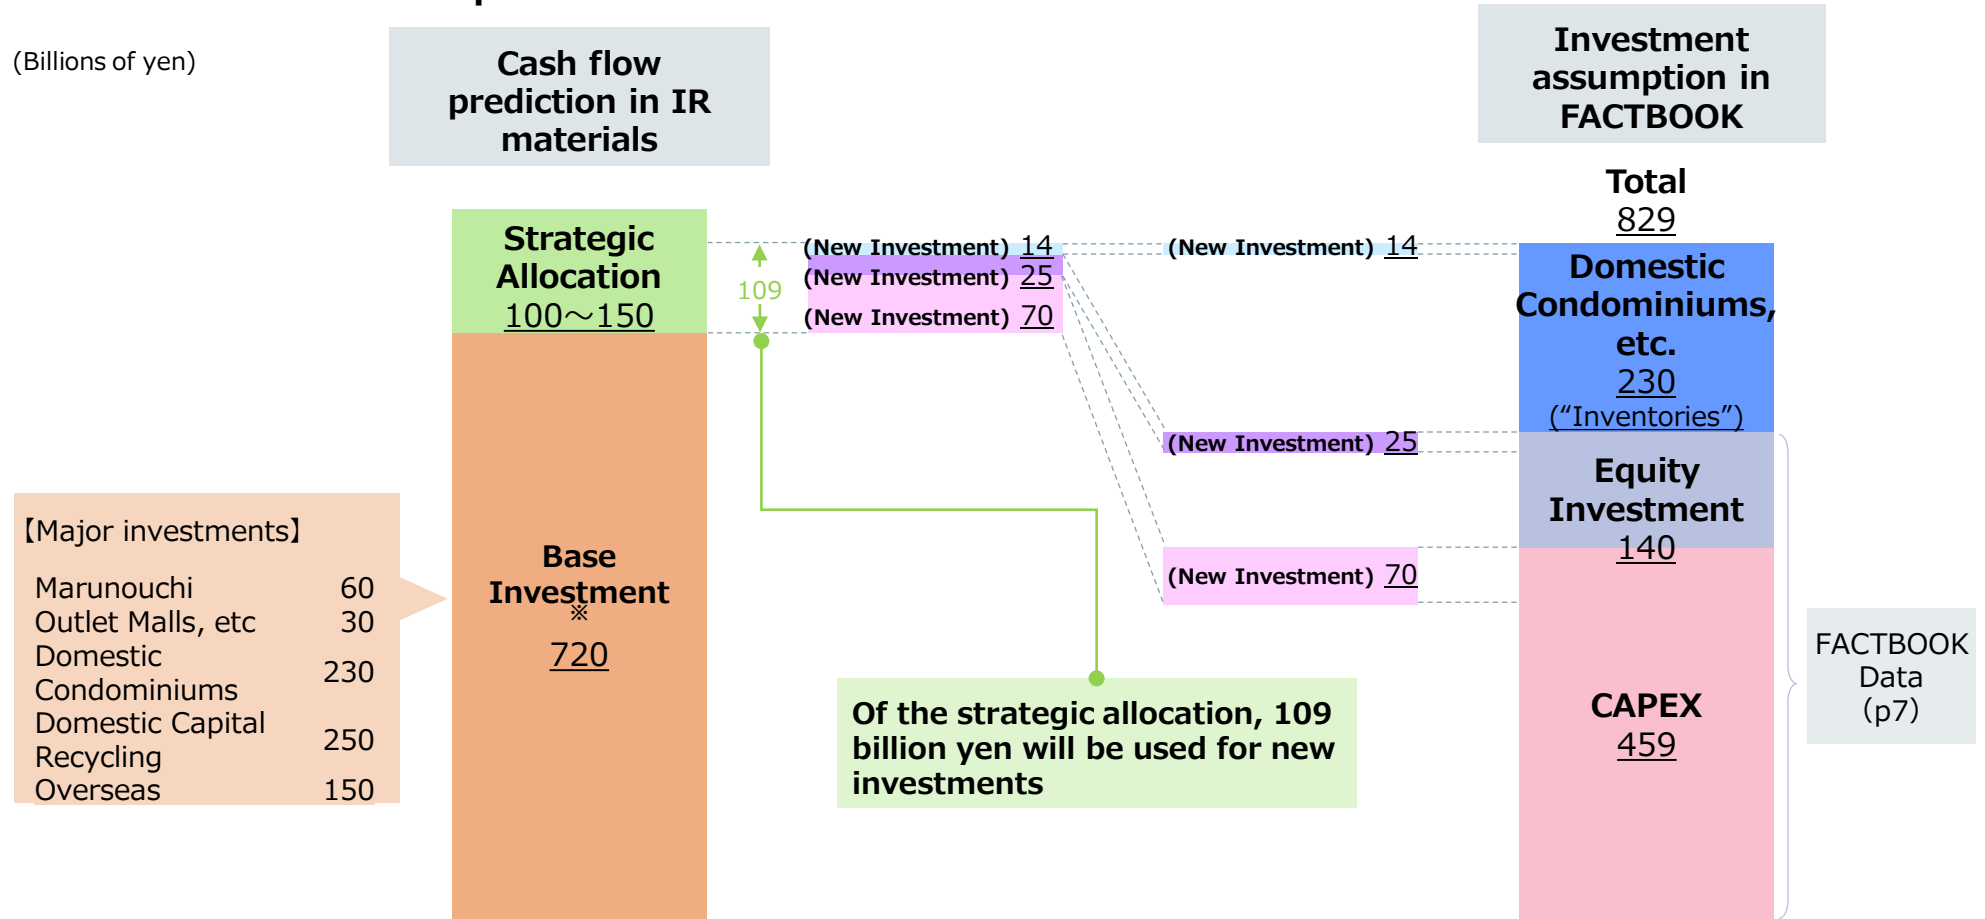 (Billions of yen)
Cash flow
prediction in IR
materials
Investment
assumption in
FACTBOOK
Total
829
Strategic
Allocation
100～150
109
(New Investment) 14
(New Investment) 25
(New Investment) 70
(New Investment) 14
(New Investment) 25
(New Investment) 70
Domestic
Condominiums,
etc.
230
(“Inventories”)
Equity
Investment
140
CAPEX
459
【Major investments】
Marunouchi 60
Outlet Malls, etc 30
Domestic
Condominiums 230
Domestic Capital
Recycling 250
Overseas 150
Base
Investment
※
720
Of the strategic allocation, 109
billion yen will be used for new
investments
FACTBOOK
Data
(p7)